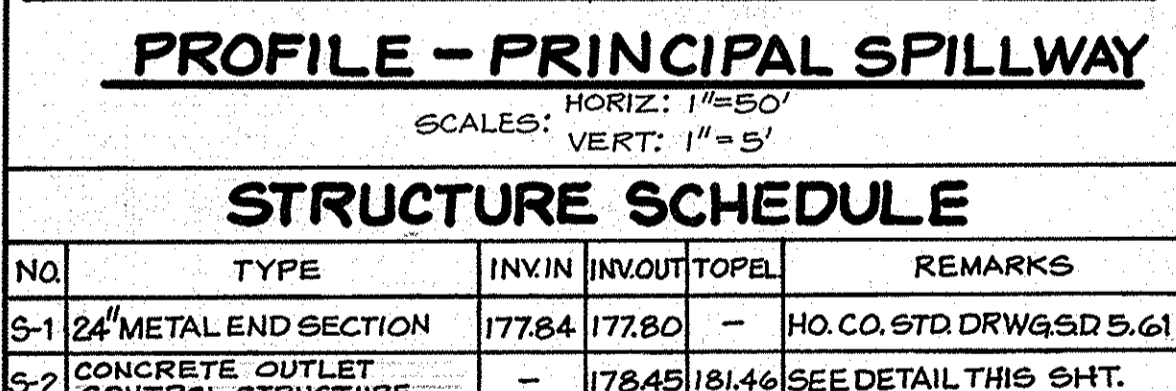 PROFILE - PRINCIPAL SPILLWAY
SCALES: HORIZ: 1"=50'
VERT: 1"=5'
STRUCTURE SCHEDULE
NO. TYPE INV.IN INV.OUT TOP EL. REMARKS
S-1 24" METAL END SECTION 177.84 177.80 - HO. CO. STD. DRWG. S.D. 5.61
S-2 CONCRETE OUTLET CONTROL STRUCTURE - 178.45 181.46 SEE DETAIL THIS SHT.